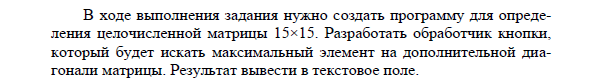 В ходе выполнения задания нужно создать программу для опреде-
ления целочисленной матрицы 15×15. Разработать обработчик кнопки,
который будет искать максимальный элемент на дополнительной диа-
гонали матрицы. Результат вывести в текстовое поле.